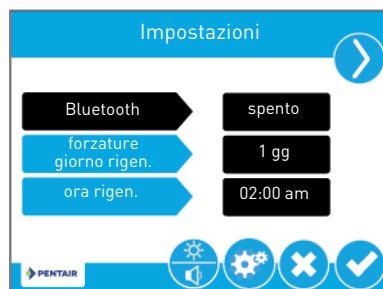 Impostazioni
Bluetooth
spento
forzature
giorno rigen.
1 gg
ora rigen.
02:00 am
PENTAIR